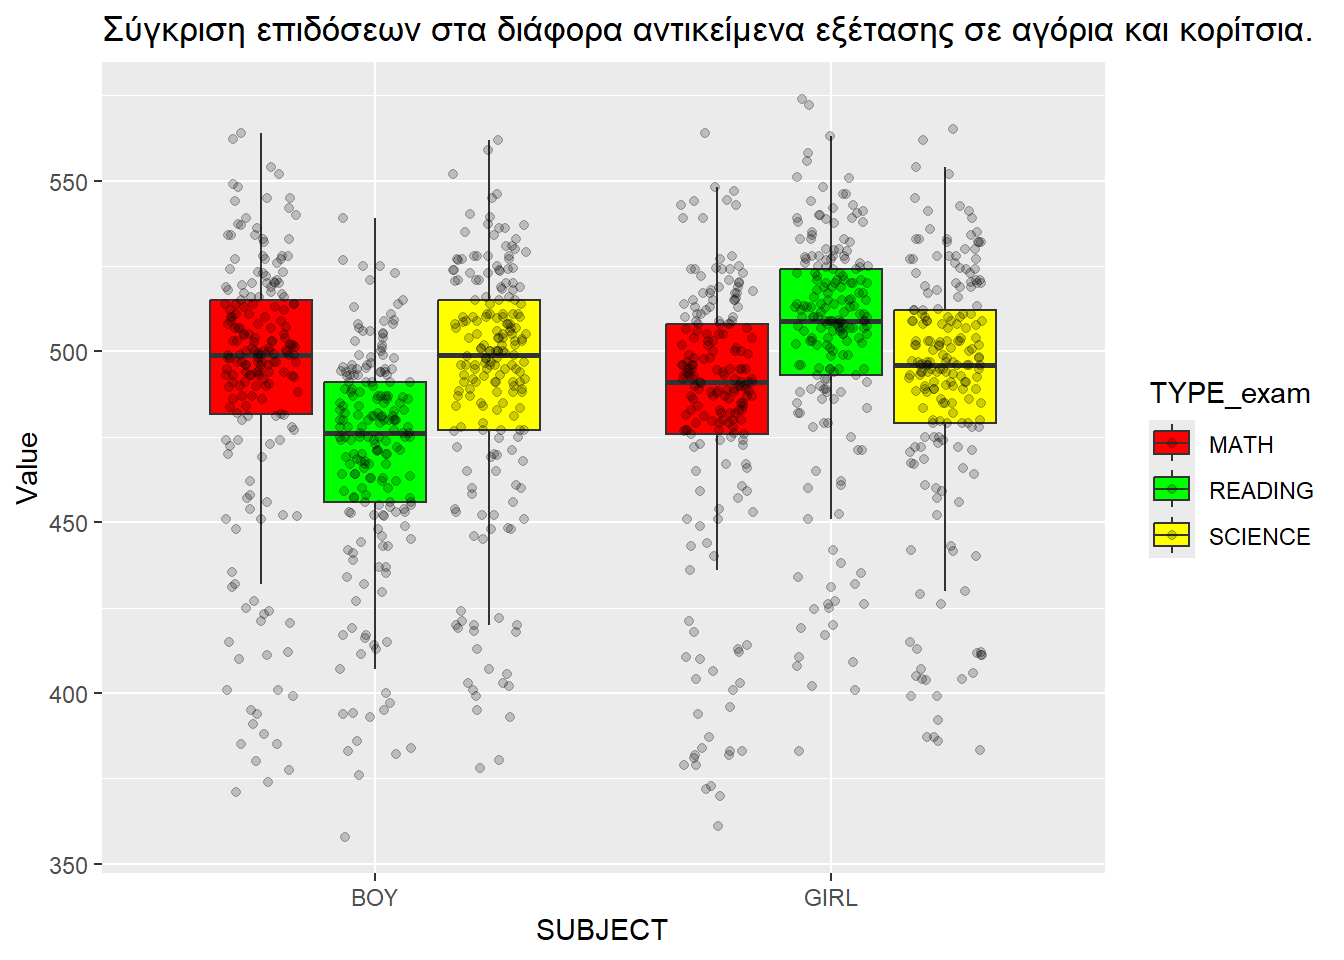 Σύγκριση επιδόσεων στα διάφορα αντικείμενα εξέτασης σε αγόρια και κορίτσια.
Value
550
500
450
400
350
BOY
GIRL
SUBJECT
TYPE_exam
MATH
READING
SCIENCE